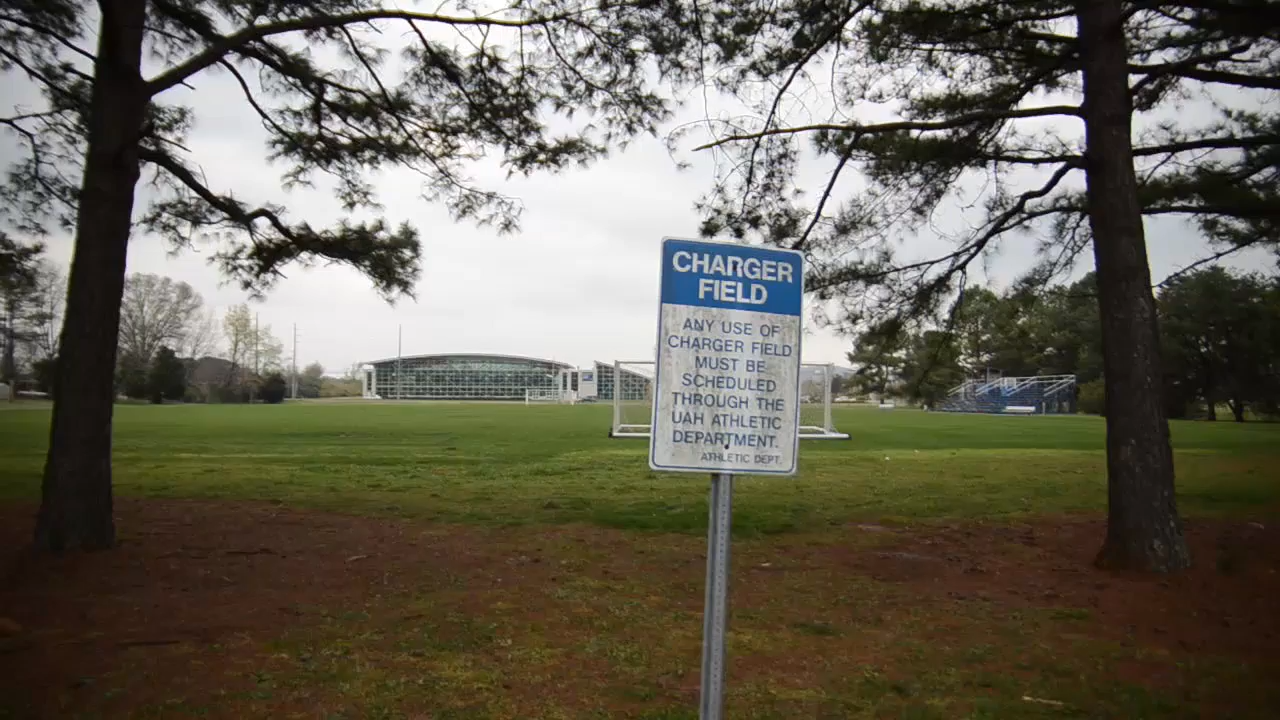 CHARGER
FIELD
ANY USE OF
CHARGER FIELD
MUST BE
SCHEDULED
THROUGH THE
UAH ATHLETIC
DEPARTMENT.
ATHLETIC DEPT.